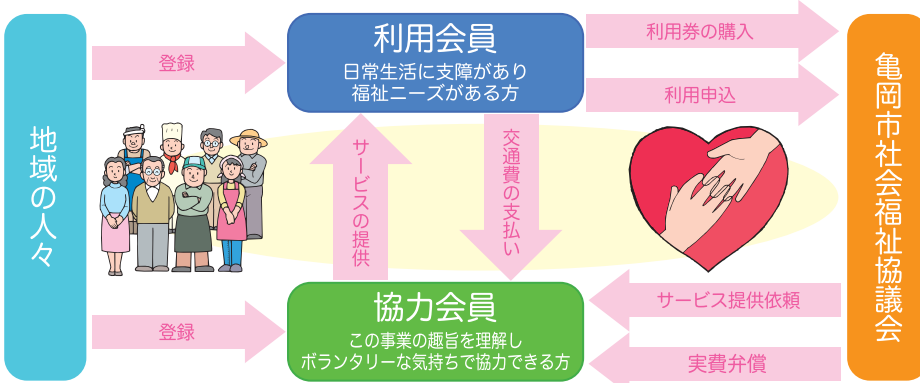 地域の人々
登録
利用会員
日常生活に支障があり
福祉ニーズがある方
利用券の購入
利用申込
亀岡市社会福祉協議会
サービスの提供
交通費の支払い
登録
協力会員
この事業の趣旨を理解し
ボランタリーな気持ちで協力できる方
サービス提供依頼
実費弁償